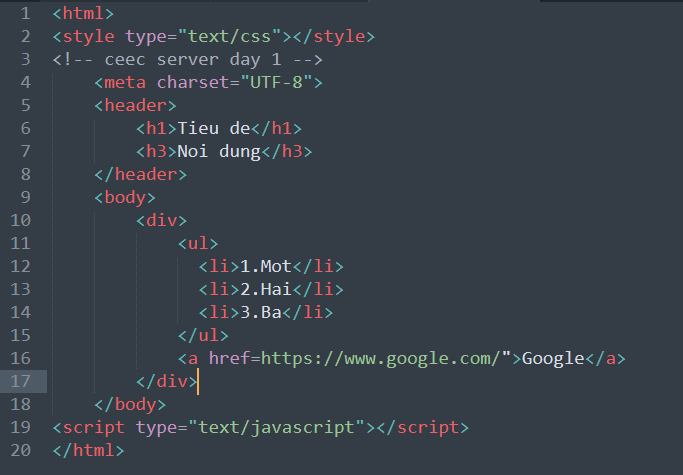 1 <html>
2 <style type="text/css"></style>
3 <!-- ceec server day 1 -->
4 <meta charset="UTF-8">
5 <header>
6 <h1>Tieu de</h1>
7 <h3>Noi dung</h3>
8 </header>
9 <body>
10 <div>
11 <ul>
12 <li>1.Mot</li>
13 <li>2.Hai</li>
14 <li>3.Ba</li>
15 </ul>
16 <a href=https://www.google.com/">Google</a>
17 </div>
18 </body>
19 <script type="text/javascript"></script>
20 </html>